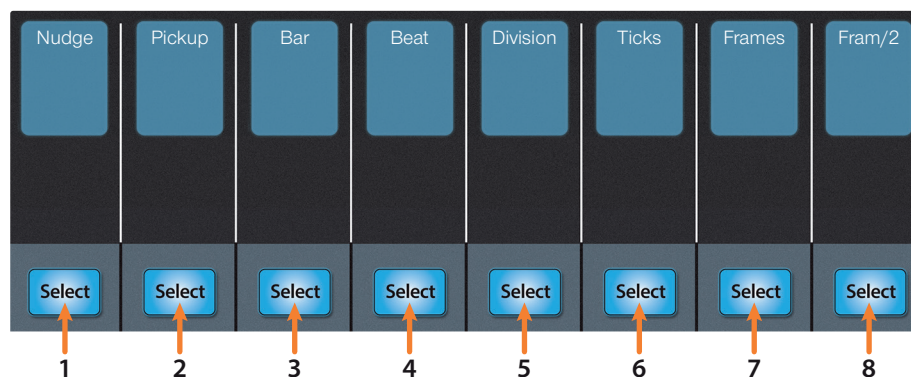 Nudge Pickup Bar Beat Division Ticks Frames Fram/2
Select Select Select Select Select Select Select Select
1 2 3 4 5 6 7 8